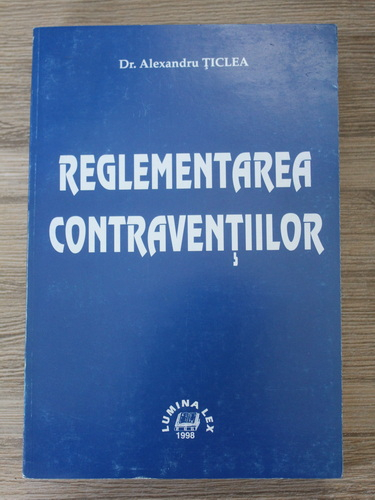 Dr. Alexandru ŢICLEA
REGLEMENTAREA
CONTRAVENŢIILOR
LUMINA LEX
1998